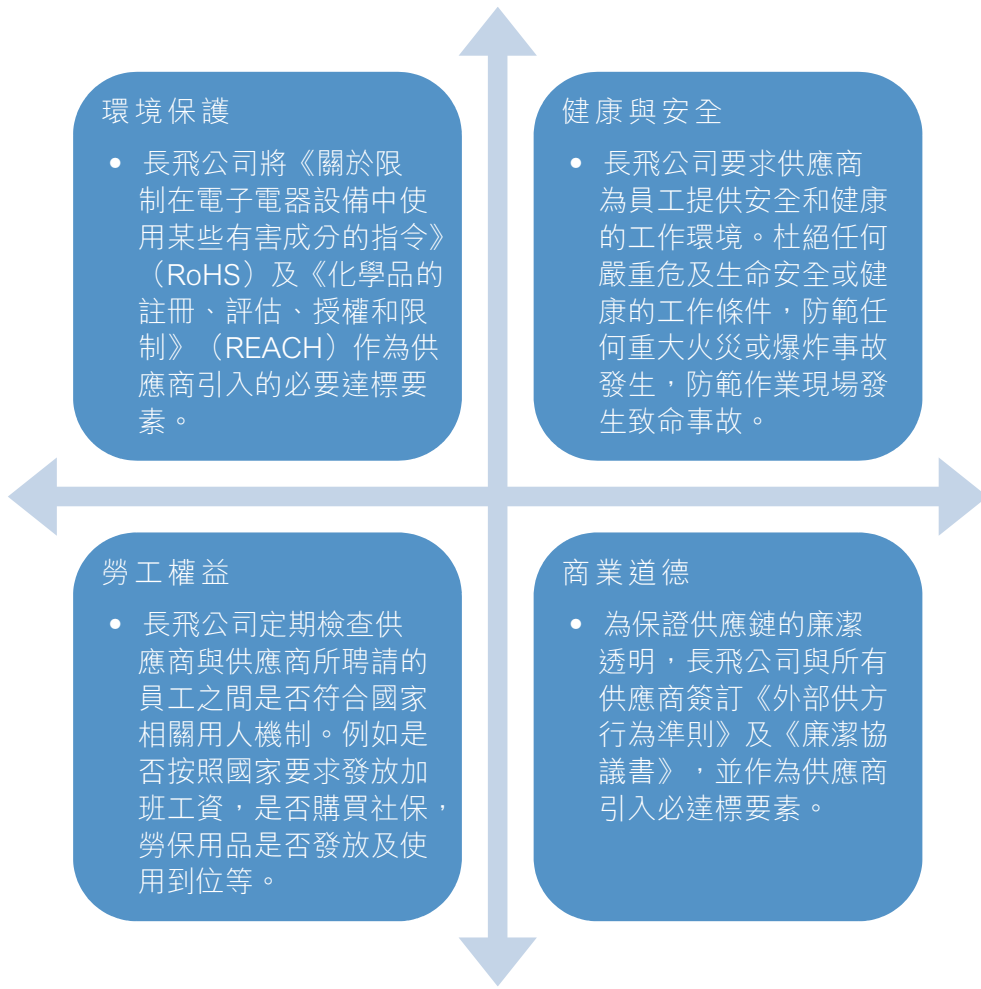 環境保護
• 長飛公司將《關於限
制在電子電器設備中使
用某些有害成分的指令》
（RoHS）及《化學品的
註冊、評估、授權和限
制》（REACH）作為供
應商引入的必要達標要
素。
健康與安全
• 長飛公司要求供應商
為員工提供安全和健康
的工作環境。杜絕任何
嚴重危及生命安全或健
康的工作條件，防範任
何重大火災或爆炸事故
發生，防範作業現場發
生致命事故。
勞工權益
• 長飛公司定期檢查供
應商與供應商所聘請的
員工之間是否符合國家
相關用人機制。例如是
否按照國家要求發放加
班工資，是否購買社保，
勞保用品是否發放及使
用到位等。
商業道德
• 為保證供應鏈的廉潔
透明，長飛公司與所有
供應商簽訂《外部供方
行為準則》及《廉潔協
議書》，並作為供應商
引入必達標要素。